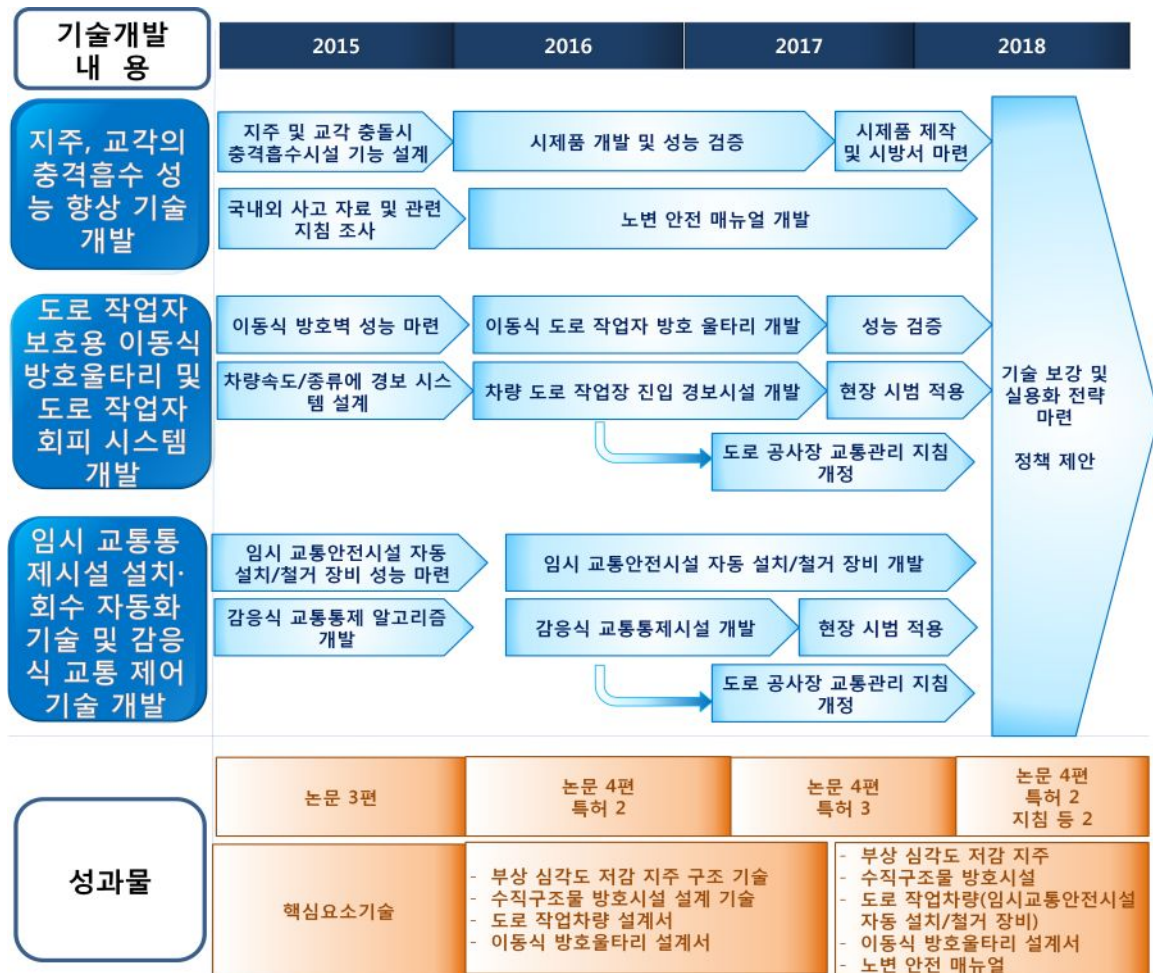 기술개발
내 용
2015
2016
2017
2018
지주, 교각의
충격흡수 성
능 향상 기술
개발
지주 및 교각 충돌시
충격흡수시설 기능 설계
시제품 개발 및 성능 검증
시제품 제작
및 시방서 마련
국내외 사고 자료 및 관련
지침 조사
노변 안전 매뉴얼 개발
도로 작업자
보호용 이동식
방호울타리 및
도로 작업자
회피 시스템
개발
이동식 방호벽 성능 마련
이동식 도로 작업자 방호 울타리 개발
성능 검증
차량속도/종류에 경보 시스
템 설계
차량 도로 작업장 진입 경보시설 개발
현장 시범 적용
도로 공사장 교통관리 지침
개정
임시 교통통
제시설 설치·
회수 자동화
기술 및 감응
식 교통 제어
기술 개발
임시 교통안전시설 자동
설치/철거 장비 성능 마련
임시 교통안전시설 자동 설치/철거 장비 개발
감응식 교통통제 알고리즘
개발
감응식 교통통제시설 개발
현장 시범 적용
도로 공사장 교통관리 지침
개정
기술 보강 및
실용화 전략
마련
정책 제안
성과물
논문 3편
논문 4편
특허 2
논문 4편
특허 3
논문 4편
특허 2
지침 등 2
핵심요소기술
- 부상 심각도 저감 지주 구조 기술
- 수직구조물 방호시설 설계 기술
- 도로 작업차량 설계서
- 이동식 방호울타리 설계서
- 부상 심각도 저감 지주
- 수직구조물 방호시설
- 도로 작업차량(임시교통안전시설
자동 설치/철거 장비)
- 이동식 방호울타리 설계서
- 노변 안전 매뉴얼